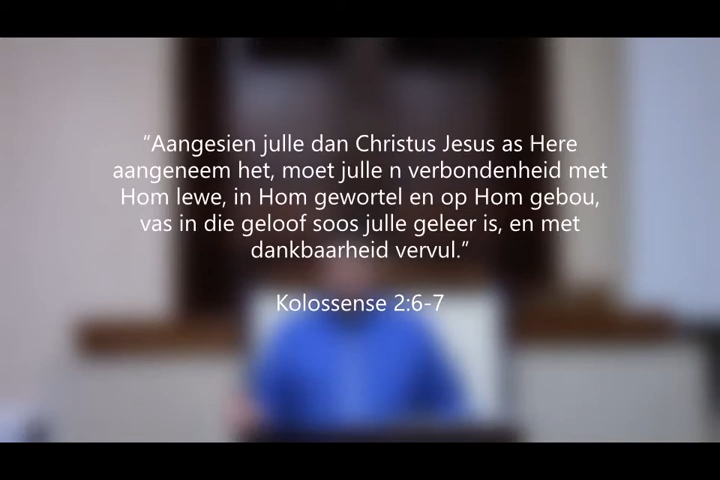 “Aangesien julle dan Christus Jesus as Here
aangeneem het, moet julle n verbondenheid met
Hom lewe, in Hom gewortel en op Hom gebou,
vas in die geloof soos julle geleer is, en met
dankbaarheid vervul.”
Kolossense 2:6-7